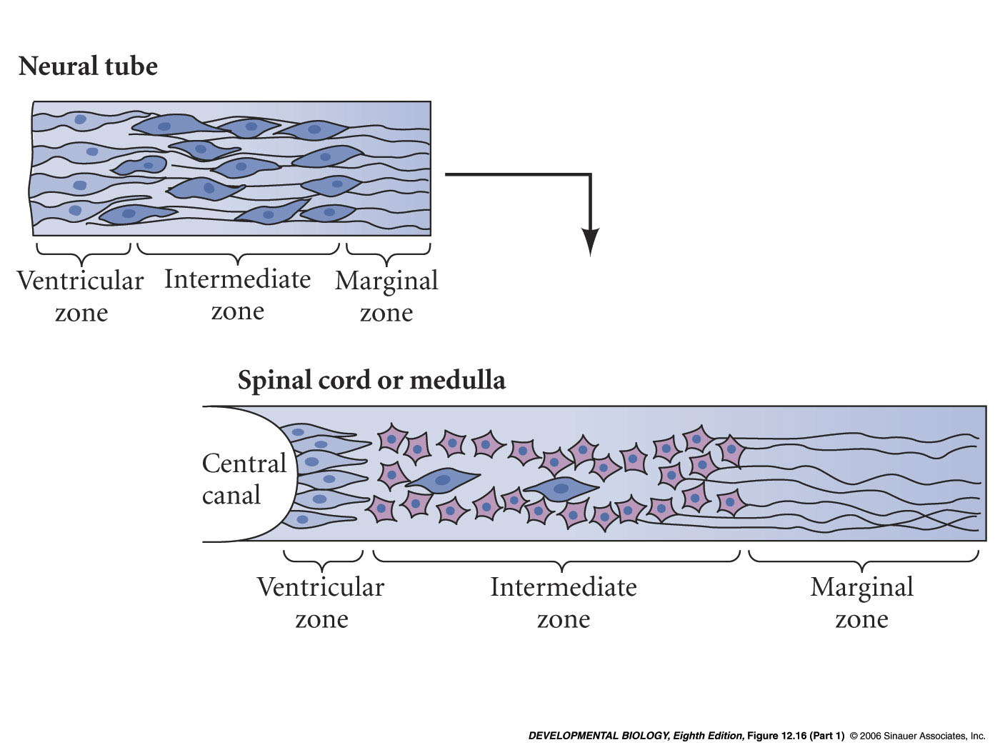 Neural tube
Ventricular
zone
Intermediate
zone
Marginal
zone
Spinal cord or medulla
Central
canal
Ventricular
zone
Intermediate
zone
Marginal
zone
DEVELOPMENTAL BIOLOGY, Eighth Edition, Figure 12.16 (Part 1) © 2006 Sinauer Associates, Inc.